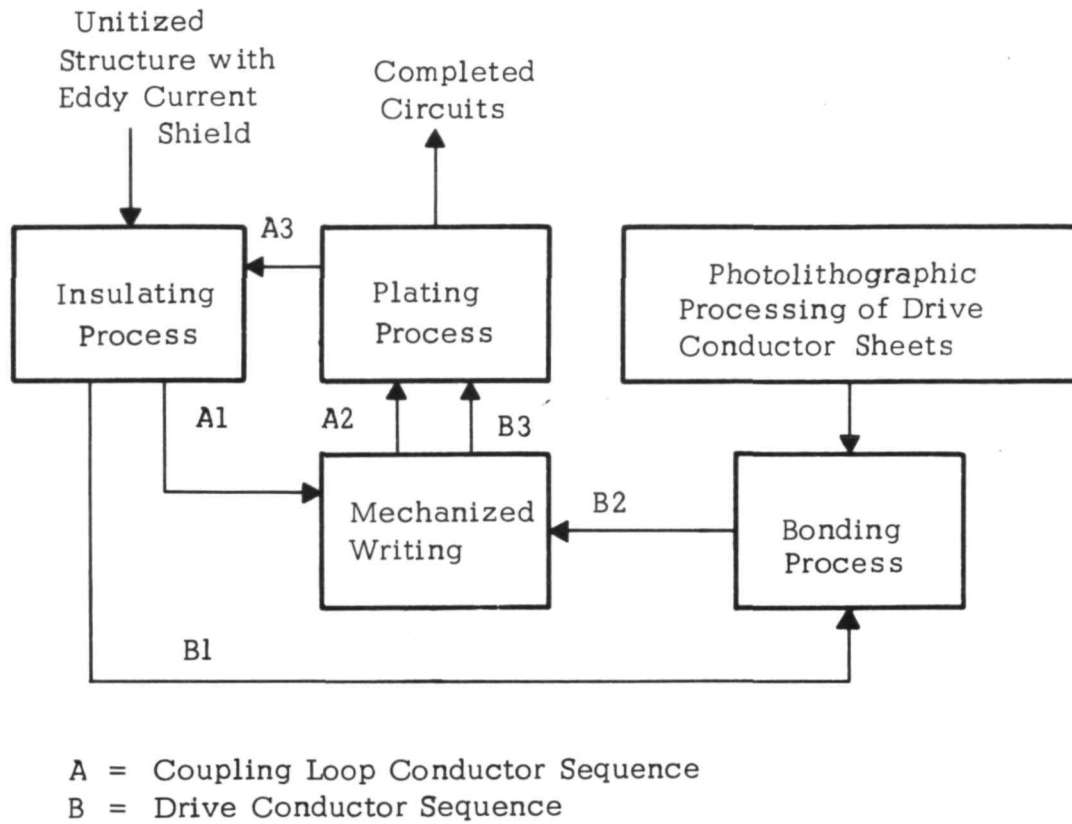 Unitized
Structure with
Eddy Current
Shield
Completed
Circuits
A3
Insulating
Process
Plating
Process
Photolithographic
Processing of Drive
Conductor Sheets
A1
A2
B3
Mechanized
Writing
B2
Bonding
Process
B1
A = Coupling Loop Conductor Sequence
B = Drive Conductor Sequence